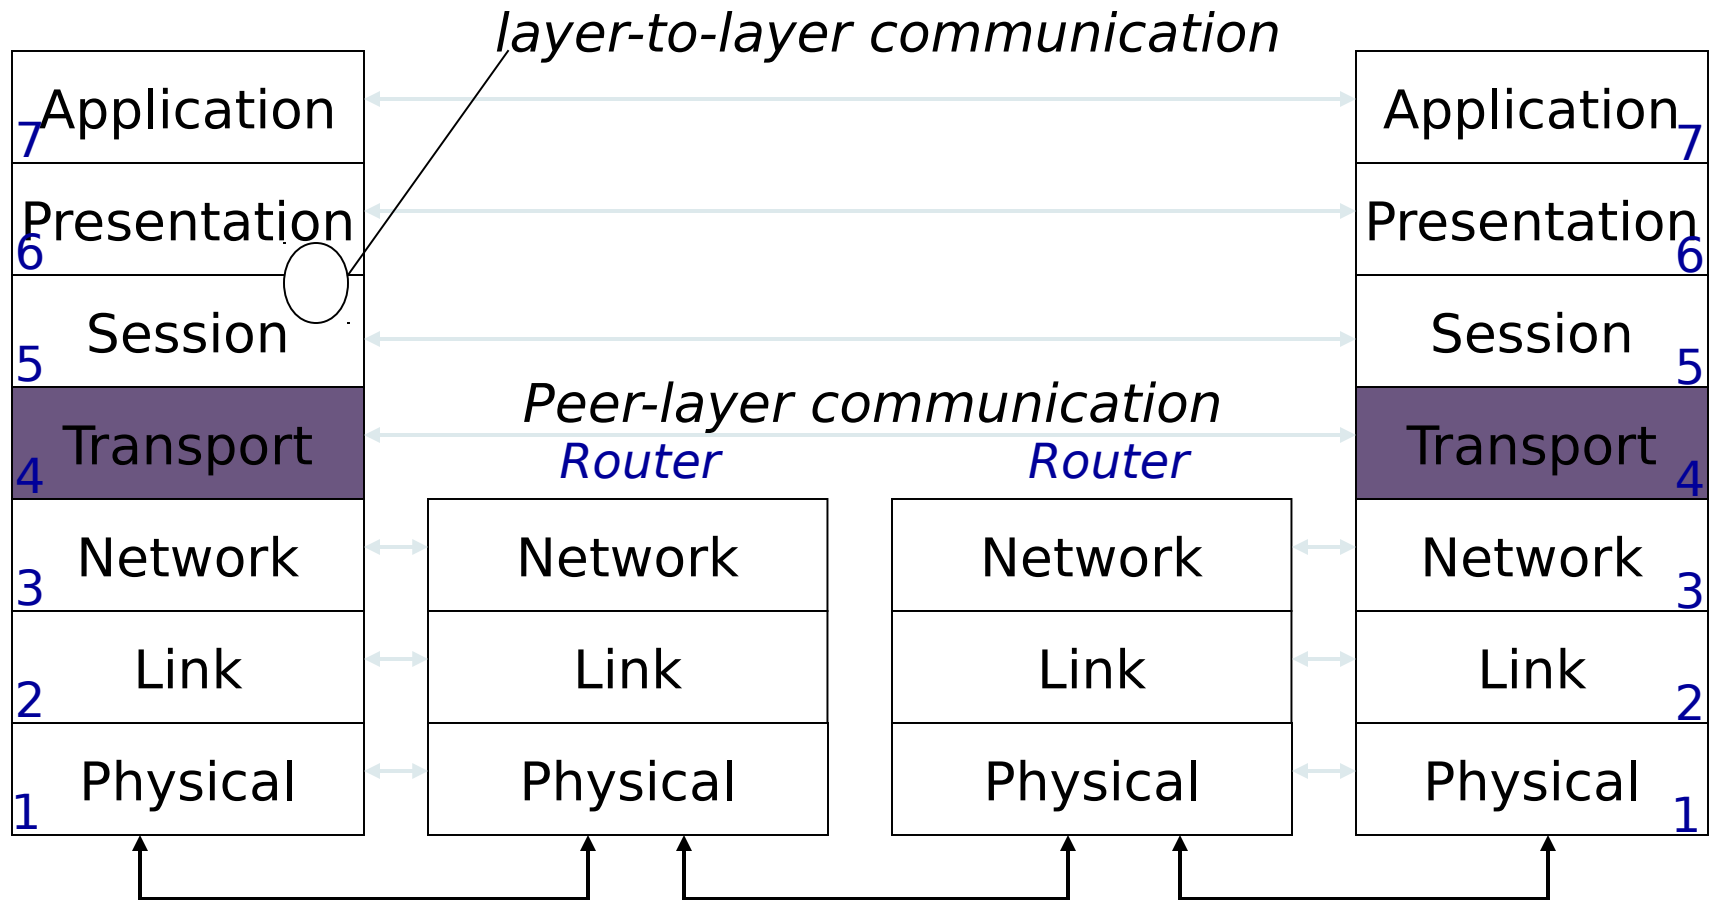 layer-to-layer communication
Application
7
Application
7
Presentation
6
Presentation
6
Session
5
Session
5
Peer-layer communication
Transport
4
Router
Router
Transport
4
Network
3
Network
Network
Network
3
Link
2
Link
Link
Link
2
Physical
1
Physical
Physical
Physical
1